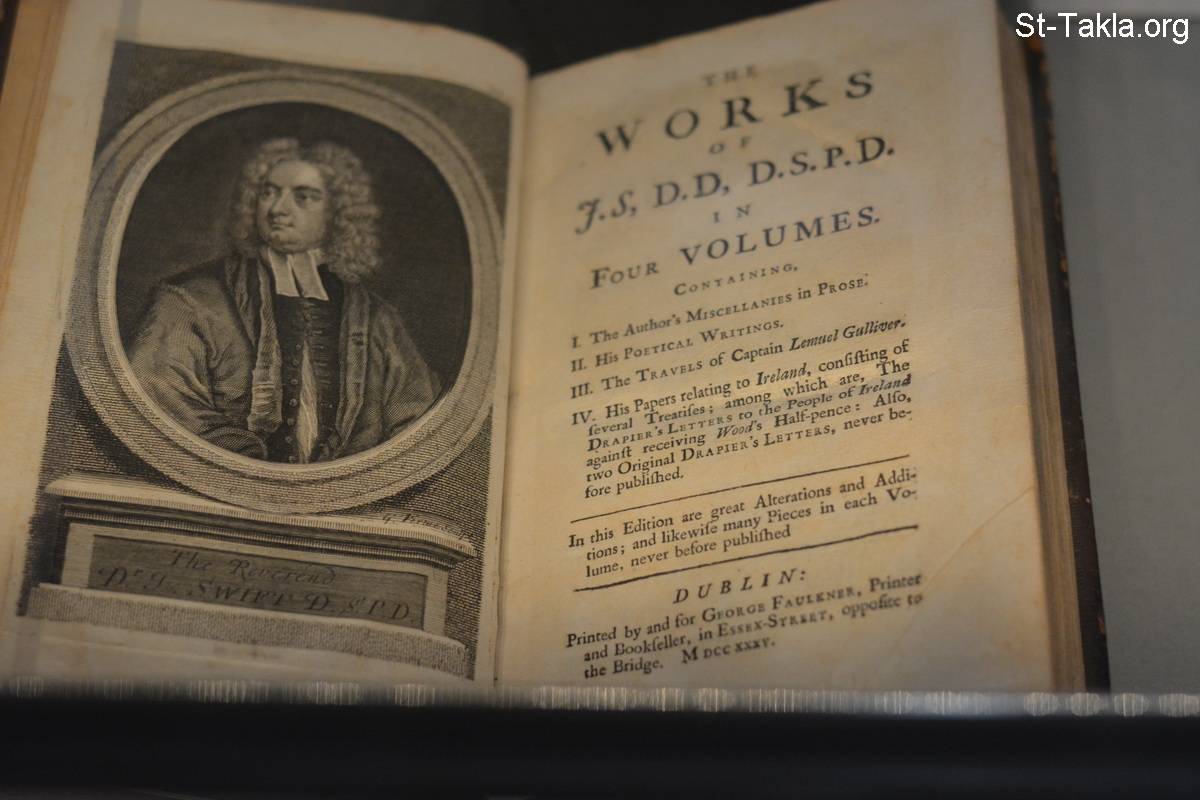 St-Takla.org
G. Vertue
The Reverend
Dr. J. SWIFT D.S.P.D.
THE
WORKS
OF
J.S, D.D, D.S.P.D.
IN
FOUR VOLUMES.
CONTAINING,
I. The Author's MISCELLANIES in PROSE.
II. His POETICAL WRITINGS.
III. The TRAVELS of Captain Lemuel Gulliver.
IV. His Papers relating to Ireland, conſiſting of
ſeveral Treatiſes; among which are, The
DRAPIER'S LETTERS to the People of Ireland
againſt receiving Wood's Half-pence: Alſo,
two Original DRAPIER'S LETTERS, never be-
fore publiſhed.
In this Edition are great Alterations and Addi-
tions; and likewiſe many Pieces in each Vo-
lume, never before publiſhed
DUBLIN:
Printed by and for GEORGE FAULKNER, Printer
and Bookſeller, in ESSEX-STREET, oppoſite to
the Bridge. M DCC XXXV.